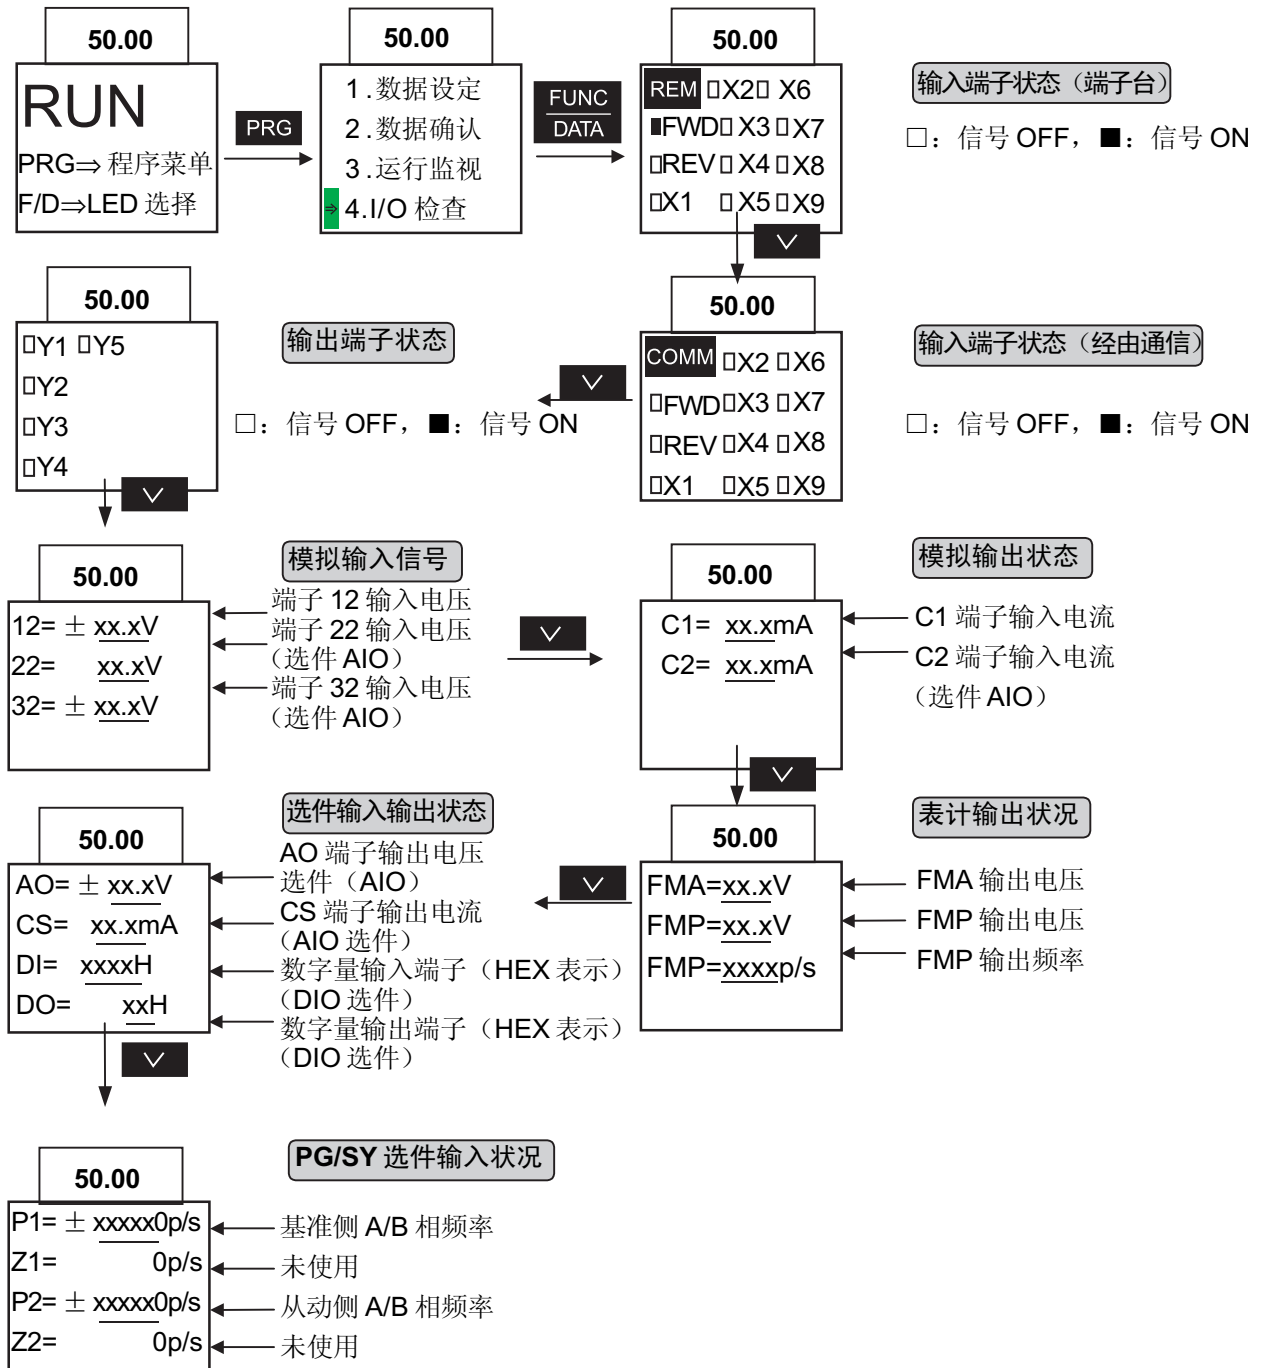 50.00
RUN
PRG⇒ 程序菜单
F/D⇒LED 选择
PRG
50.00
1.数据设定
2.数据确认
3.运行监视
⇒ 4.I/O 检查
FUNC
DATA
50.00
REM □X2□ X6
■FWD□ X3 □X7
□REV□ X4 □X8
□X1 □X5 □X9
输入端子状态（端子台）
□：信号 OFF，■：信号 ON
50.00
COMM □X2 □X6
□FWD□X3 □X7
□REV □X4 □X8
□X1 □X5 □X9
输入端子状态（经由通信）
□：信号 OFF，■：信号 ON
50.00
□Y1 □Y5
□Y2
□Y3
□Y4
输出端子状态
□：信号 OFF，■：信号 ON
50.00
12= ± xx.xV
22= xx.xV
32= ± xx.xV
模拟输入信号
端子 12 输入电压
端子 22 输入电压
（选件 AIO）
端子 32 输入电压
（选件 AIO）
50.00
C1= xx.xmA
C2= xx.xmA
模拟输出状态
C1 端子输入电流
C2 端子输入电流
（选件 AIO）
50.00
FMA=xx.xV
FMP=xx.xV
FMP=xxxxp/s
表计输出状况
FMA 输出电压
FMP 输出电压
FMP 输出频率
50.00
AO= ± xx.xV
CS= xx.xmA
DI= xxxxH
DO= xxH
选件输入输出状态
AO 端子输出电压
选件（AIO）
CS 端子输出电流
（AIO 选件）
数字量输入端子（HEX 表示）
（DIO 选件）
数字量输出端子（HEX 表示）
（DIO 选件）
50.00
P1= ± xxxxx0p/s
Z1= 0p/s
P2= ± xxxxx0p/s
Z2= 0p/s
PG/SY 选件输入状况
基准侧 A/B 相频率
未使用
从动侧 A/B 相频率
未使用